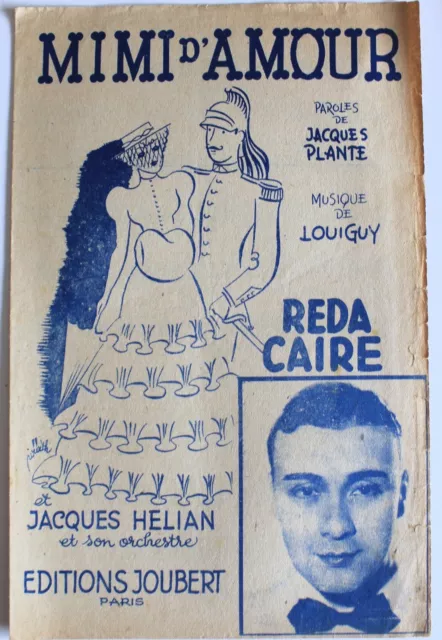 MIMI D'AMOUR
PAROLES
DE
JACQUES
PLANTE
MUSIQUE
DE
LOUIGUY
REDA
CAIRE
et
JACQUES HELIAN
et son orchestre
EDITIONS JOUBERT
PARIS